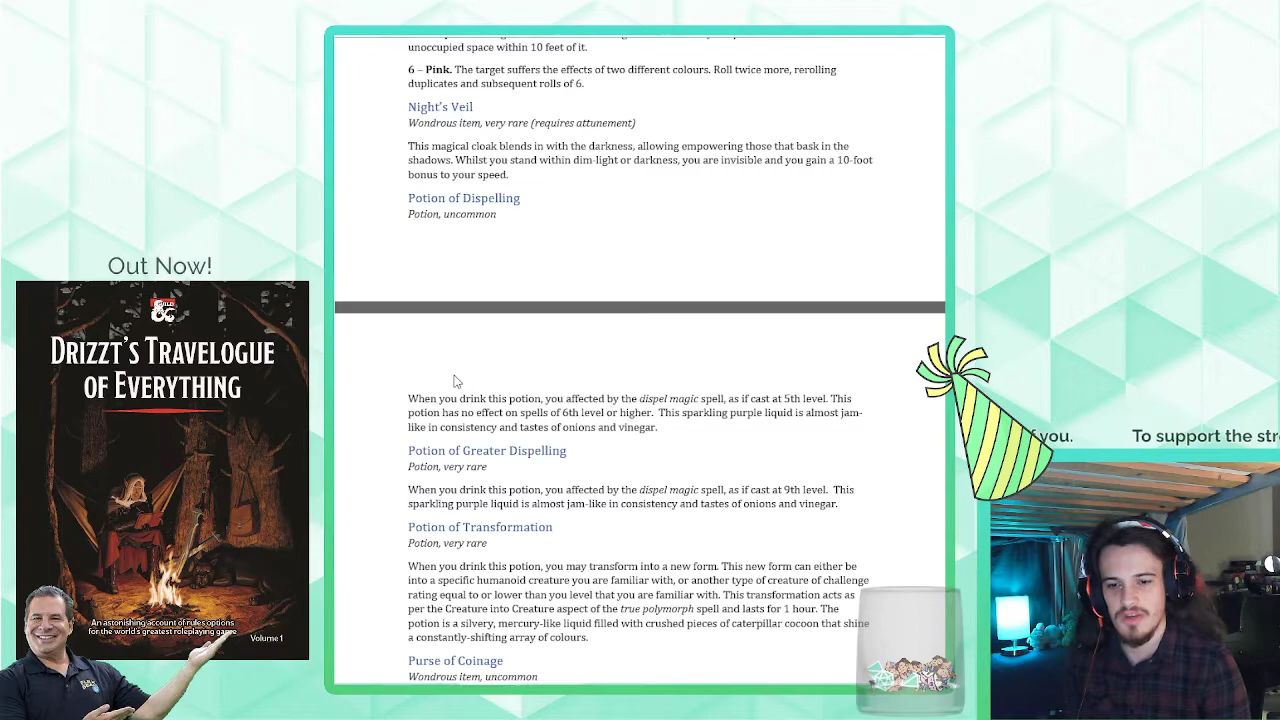 unoccupied space within 10 feet of it.
6 – Pink. The target suffers the effects of two different colours. Roll twice more, rerolling
duplicates and subsequent rolls of 6.
Night's Veil
Wondrous item, very rare (requires attunement)
This magical cloak blends in with the darkness, allowing empowering those that bask in the
shadows. Whilst you stand within dim-light or darkness, you are invisible and you gain a 10-foot
bonus to your speed.
Potion of Dispelling
Potion, uncommon
When you drink this potion, you affected by the dispel magic spell, as if cast at 5th level. This
potion has no effect on spells of 6th level or higher. This sparkling purple liquid is almost jam-
like in consistency and tastes of onions and vinegar.
Potion of Greater Dispelling
Potion, very rare
When you drink this potion, you affected by the dispel magic spell, as if cast at 9th level. This
sparkling purple liquid is almost jam-like in consistency and tastes of onions and vinegar.
Potion of Transformation
Potion, very rare
When you drink this potion, you may transform into a new form. This new form can either be
into a specific humanoid creature you are familiar with, or another type of creature of challenge
rating equal to or lower than you level that you are familiar with. This transformation acts as
per the Creature into Creature aspect of the true polymorph spell and lasts for 1 hour. The
potion is a silvery, mercury-like liquid filled with crushed pieces of caterpillar cocoon that shine
a constantly-shifting array of colours.
Purse of Coinage
Wondrous item, uncommon
Out Now!
DRIZZT'S TRAVELOGUE
OF EVERYTHING
An astonishing account of rules options
for the world's greatest roleplaying game
Volume 1
of you. To support the str